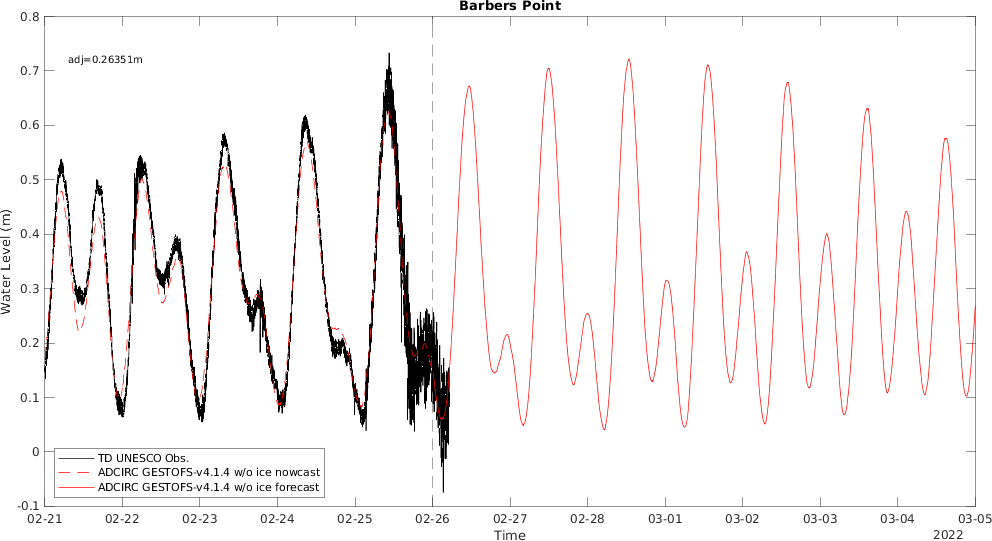 Barbers Point
adj=0.26351m
Water Level (m)
0.8
0.7
0.6
0.5
0.4
0.3
0.2
0.1
0
-0.1
TD UNESCO Obs.
ADCIRC GESTOFS-v4.1.4 w/o ice nowcast
ADCIRC GESTOFS-v4.1.4 w/o ice forecast
02-21 02-22 02-23 02-24 02-25 02-26 02-27 02-28 03-01 03-02 03-03 03-04 03-05
Time
2022